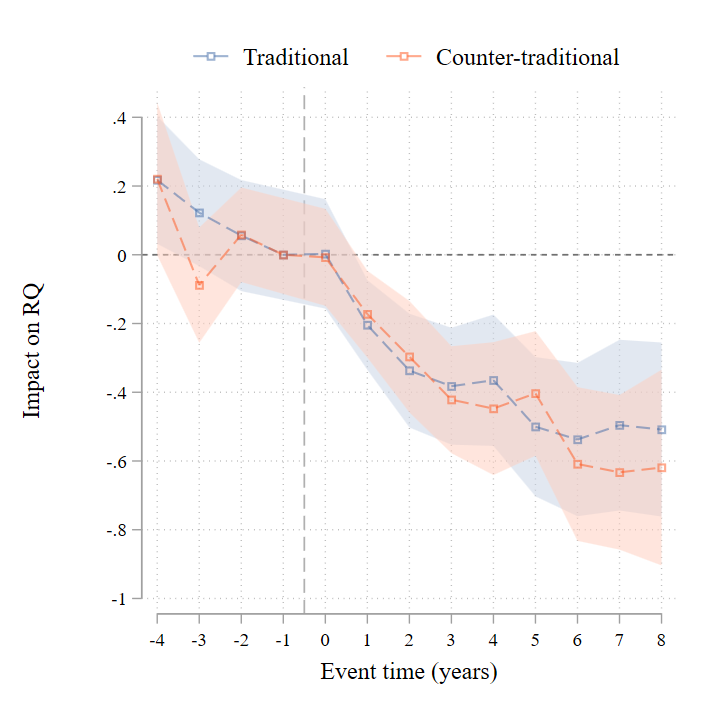 Traditional Counter-traditional
.4
.2
0
-.2
-.4
-.6
-.8
-1
Impact on RQ
-4 -3 -2 -1 0 1 2 3 4 5 6 7 8
Event time (years)